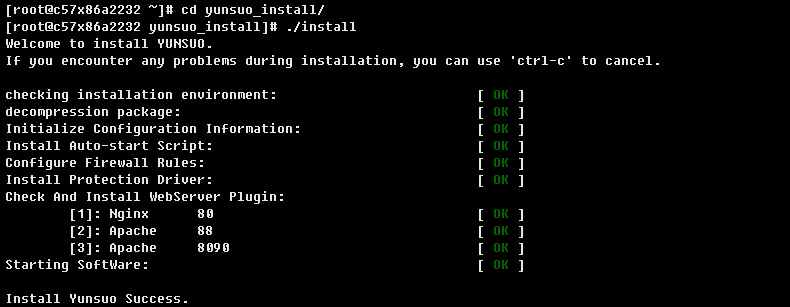 [root@c57x86a2232 ~]# cd yunsuo_install/
[root@c57x86a2232 yunsuo_install]# ./install
Welcome to install YUNSUO.
If you encounter any problems during installation, you can use 'ctrl-c' to cancel.
checking installation environment: [ OK ]
decompression package: [ OK ]
Initialize Configuration Information: [ OK ]
Install Auto-start Script: [ OK ]
Configure Firewall Rules: [ OK ]
Install Protection Driver: [ OK ]
Check And Install WebServer Plugin:
[1]: Nginx 80 [ OK ]
[2]: Apache 88 [ OK ]
[3]: Apache 8090 [ OK ]
Starting SoftWare: [ OK ]
Install Yunsuo Success.